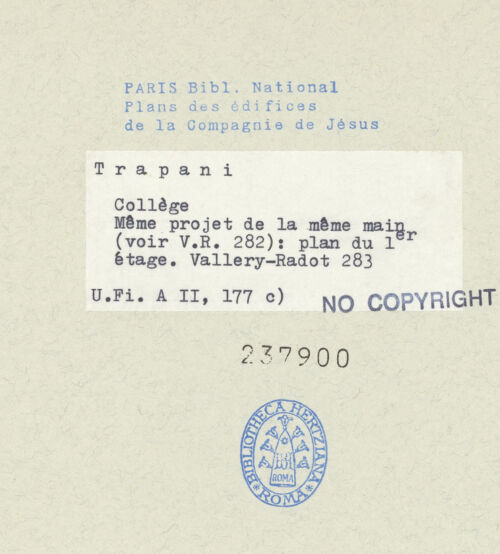 PARIS Bibl. National
Plans des édifices
de la Compagnie de Jésus
Trapani
Collège
Même projet de la même main
(voir V.R. 282): plan du 1er
étage. Vallery-Radot 283
U.Fi. A II, 177 c)
NO COPYRIGHT
237900
BIBLIOTHECA HERTZIANA
ROMA
ROMA